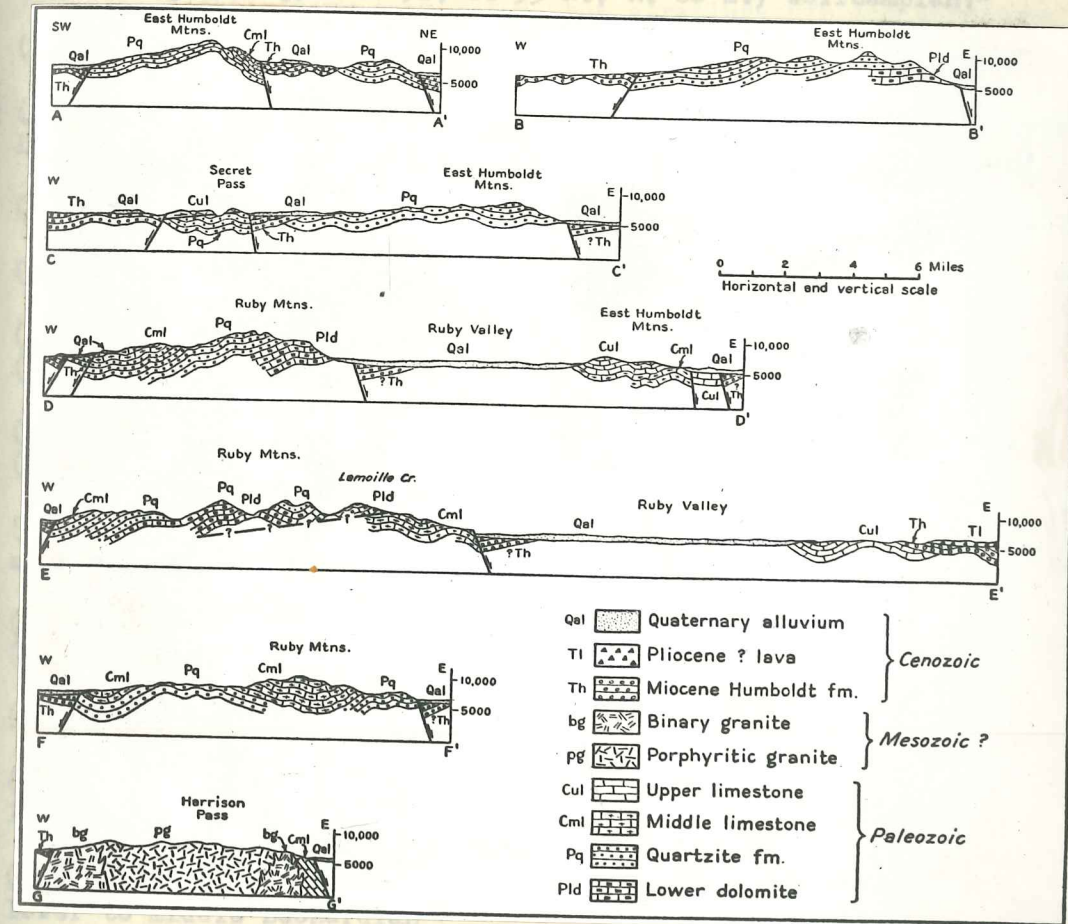 East Humboldt
Mtns.
SW Qal Pq Cml Th Qal Pq NE Qal
10,000
5000
Th
A A'
East Humboldt
Mtns.
W Th Pq Pld E
Qal
10,000
5000
B B'
Secret
Pass
East Humboldt
Mtns.
W Th Qal Cul Qal Pq E Qal
10,000
5000
Pq Th ?Th
C C'
0 2 4 6 Miles
Horizontal and vertical scale
Ruby Mtns.
East Humboldt
Mtns.
W Qal Cml Pq Pld
Ruby Valley
Qal Cul Cml Qal E
10,000
5000
Th ?Th Cul ? Th
D D'
Ruby Mtns.
Lamoille Cr.
Ruby Valley
W Qal Cml Pq Pq Pld Pq Pld Cml Qal Cul Th Tl E
10,000
5000
? ? ? ? ?Th
E E'
Ruby Mtns.
W Qal Cml Pq Cml Pq E Qal
10,000
5000
Th ?Th
F F'
Harrison
Pass
W Th bg pg bg Cml Qal E
10,000
5000
G G'
Qal Quaternary alluvium
Tl Pliocene ? lava
Th Miocene Humboldt fm.
Cenozoic
bg Binary granite
pg Porphyritic granite
Mesozoic ?
Cul Upper limestone
Cml Middle limestone
Pq Quartzite fm.
Pld Lower dolomite
Paleozoic